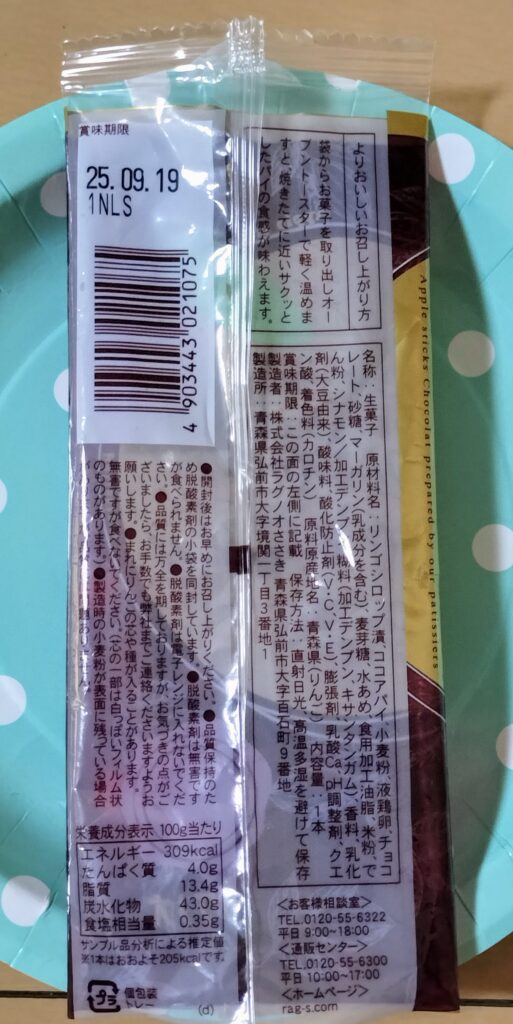 賞味期限
25.09.19
1NLS
4 903443 021075
よりおいしいお召し上がり方
袋からお菓子を取り出しオー
ブントースターで軽く温めま
すと、焼きたてに近いサクッと
したパイの食感が味わえます。
Apple sticks Chocolat prepared by our patissiers
名称:生菓子 原材料名:リンゴシロップ漬、ココアパイ、小麦粉、液鶏卵、チョコ
レート、砂糖、マーガリン(乳成分を含む)、麦芽糖、水あめ、食用加工油脂、米粉、で
ん粉、シナモン/加工デンプン、糊料(加工デンプン、キサンタンガム)、香料、乳化
剤(大豆由来)、酸味料、酸化防止剤(V.C、V.E)、膨張剤、乳酸Ca、pH調整剤、クエ
ン酸、着色料(カロチン) 原料原産地名:青森県(りんご) 内容量:1本
賞味期限:この面の左側に記載 保存方法:直射日光、高温多湿を避けて保存
製造者:株式会社ラグノオささき 青森県弘前市大字百石町9番地
製造所:青森県弘前市大字境関一丁目3番地1
●開封後はお早めにお召し上がりください。●品質保持のた
め脱酸素剤の小袋を同封しています。●脱酸素剤は無害です
が食べられません。●脱酸素剤は電子レンジに入れないでくだ
さい。●品質には万全を期しておりますが、お気づきの点がご
ざいましたら、お手数でも弊社までご連絡くださいますようお
願いします。●まれにりんごの芯や種が入ることがあります。
無害ですが食べないでください(芯の一部は白っぽいフィルム状
のものがあります)。●製造時の小麦粉が表面に残っている場合
栄養成分表示 100g当たり
エネルギー 309kcal
たんぱく質 4.0g
脂質 13.4g
炭水化物 43.0g
食塩相当量 0.35g
サンプル品分析による推定値
※1本はおおよそ205kcalです。
プラ
個包装
トレー
(d)
<お客様相談室>
TEL.0120-55-6322
平日 9:00~18:00
<通販センター>
TEL.0120-55-6300
平日 10:00~17:00
<ホームページ>
rag-s.com